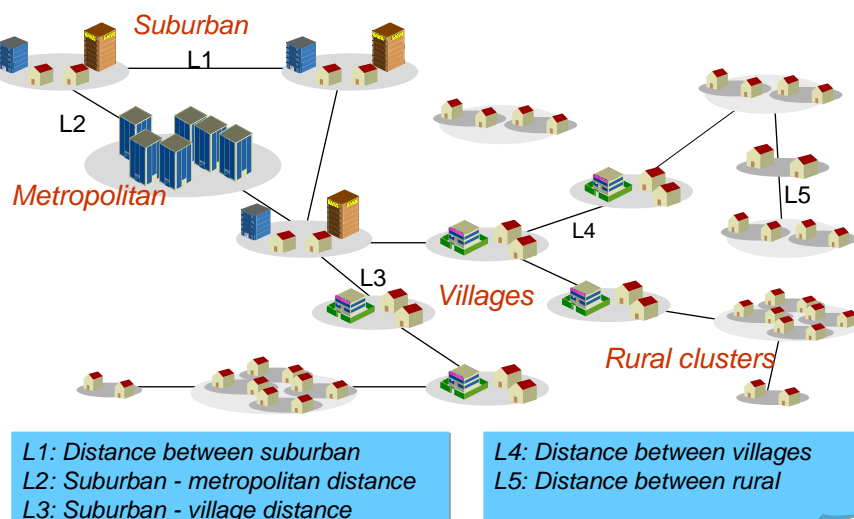 Suburban
L1
L2
Metropolitan
L5
L4
L3
Villages
Rural clusters
L1: Distance between suburban
L2: Suburban - metropolitan distance
L3: Suburban - village distance
L4: Distance between villages
L5: Distance between rural